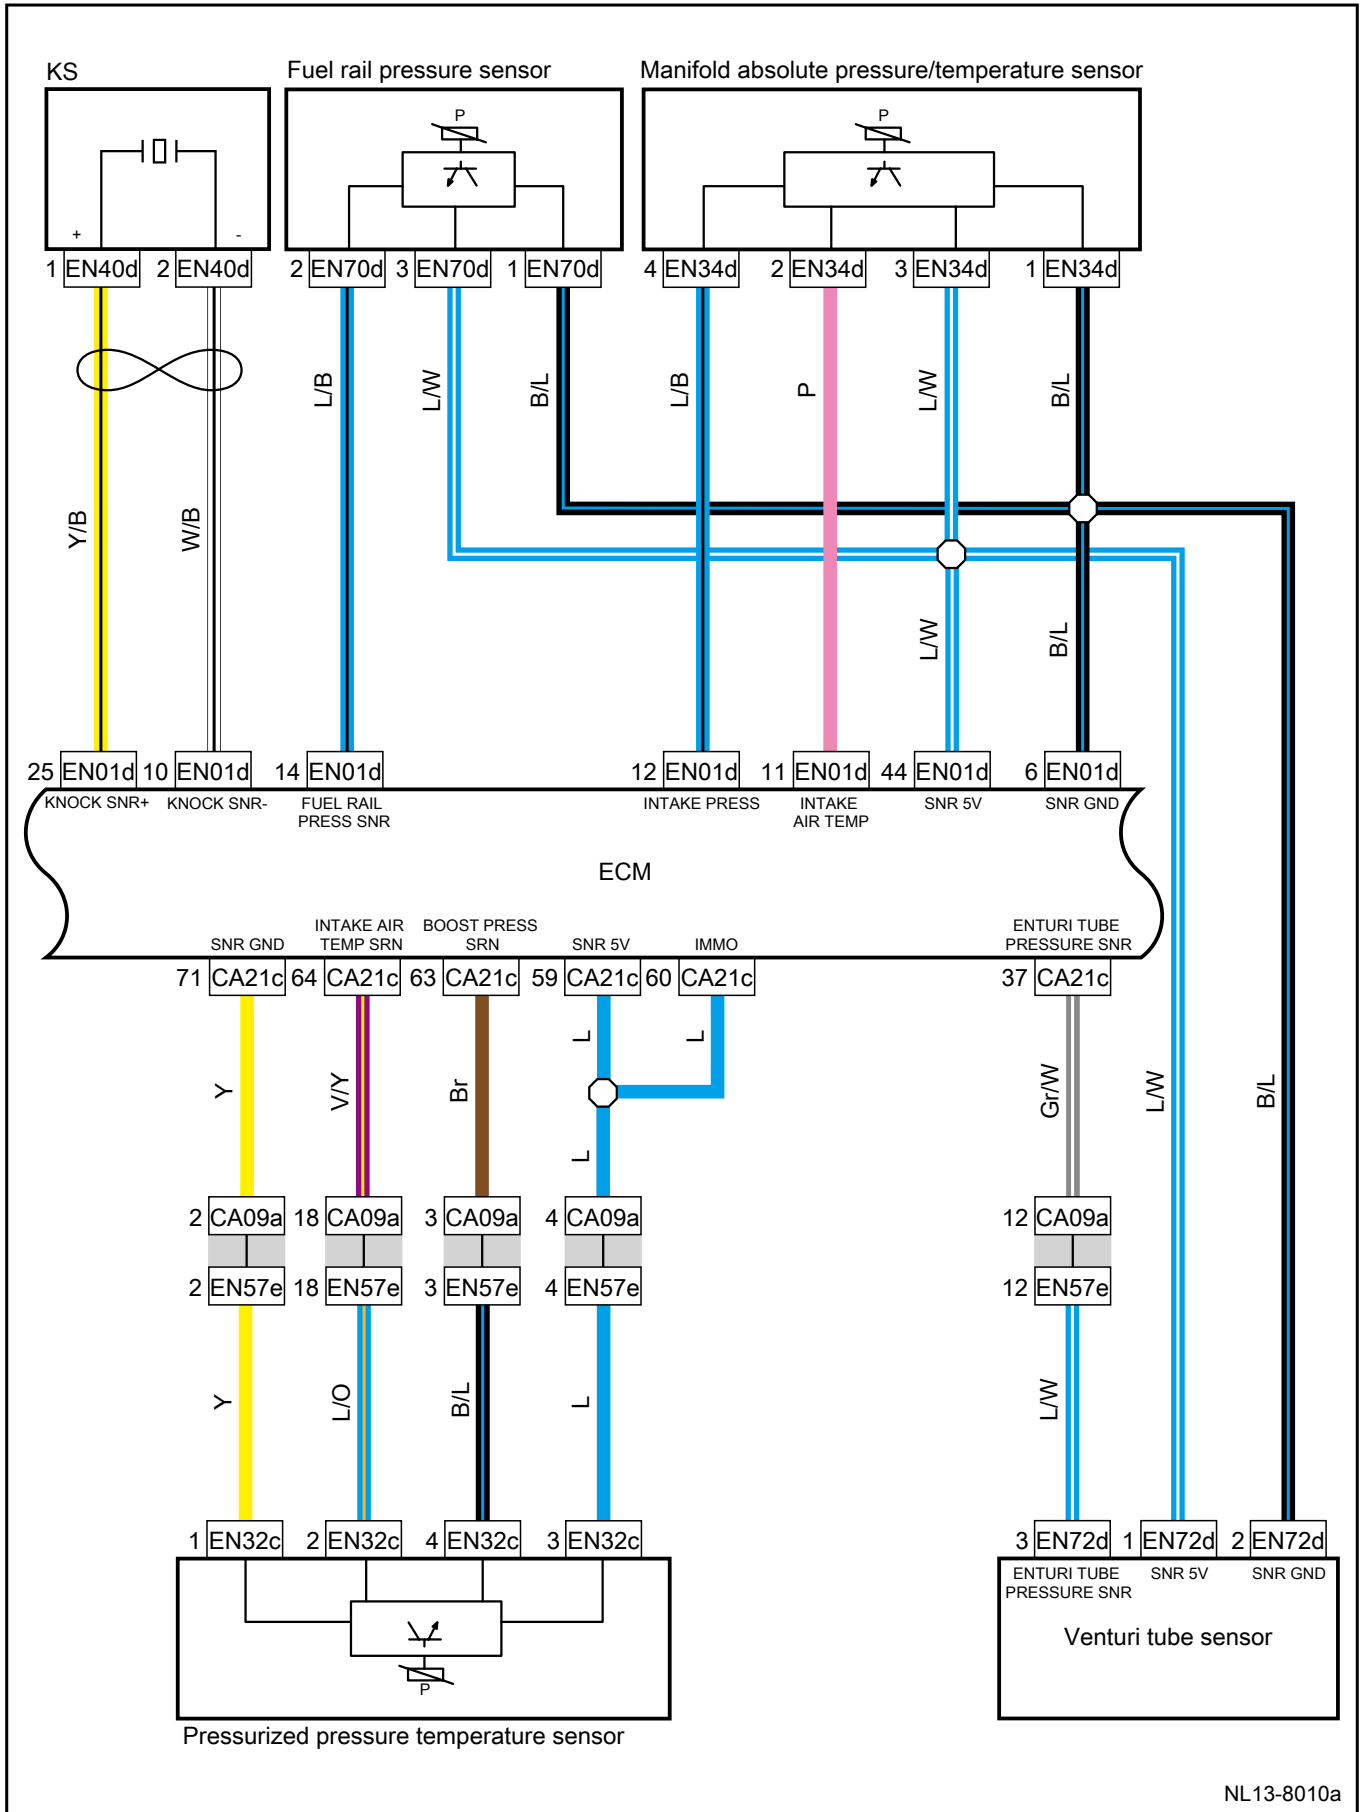 KS
Fuel rail pressure sensor
Manifold absolute pressure/temperature sensor
P
P
+
-
1 EN40d 2 EN40d 2 EN70d 3 EN70d 1 EN70d 4 EN34d 2 EN34d 3 EN34d 1 EN34d
L/B
L/W
B/L
L/B
P
L/W
B/L
Y/B
W/B
L/W
B/L
25 EN01d 10 EN01d 14 EN01d 12 EN01d 11 EN01d 44 EN01d 6 EN01d
KNOCK SNR+
KNOCK SNR-
FUEL RAIL
PRESS SNR
INTAKE PRESS
INTAKE
AIR TEMP
SNR 5V
SNR GND
ECM
SNR GND
INTAKE AIR
TEMP SRN
BOOST PRESS
SRN
SNR 5V
IMMO
ENTURI TUBE
PRESSURE SNR
71 CA21c 64 CA21c 63 CA21c 59 CA21c 60 CA21c 37 CA21c
L
L
Y
V/Y
Br
L
Gr/W
L/W
B/L
2 CA09a 18 CA09a 3 CA09a 4 CA09a 12 CA09a
2 EN57e 18 EN57e 3 EN57e 4 EN57e 12 EN57e
Y
L/O
B/L
L
L/W
1 EN32c 2 EN32c 4 EN32c 3 EN32c 3 EN72d 1 EN72d 2 EN72d
ENTURI TUBE
PRESSURE SNR
SNR 5V
SNR GND
Venturi tube sensor
P
Pressurized pressure temperature sensor
NL13-8010a